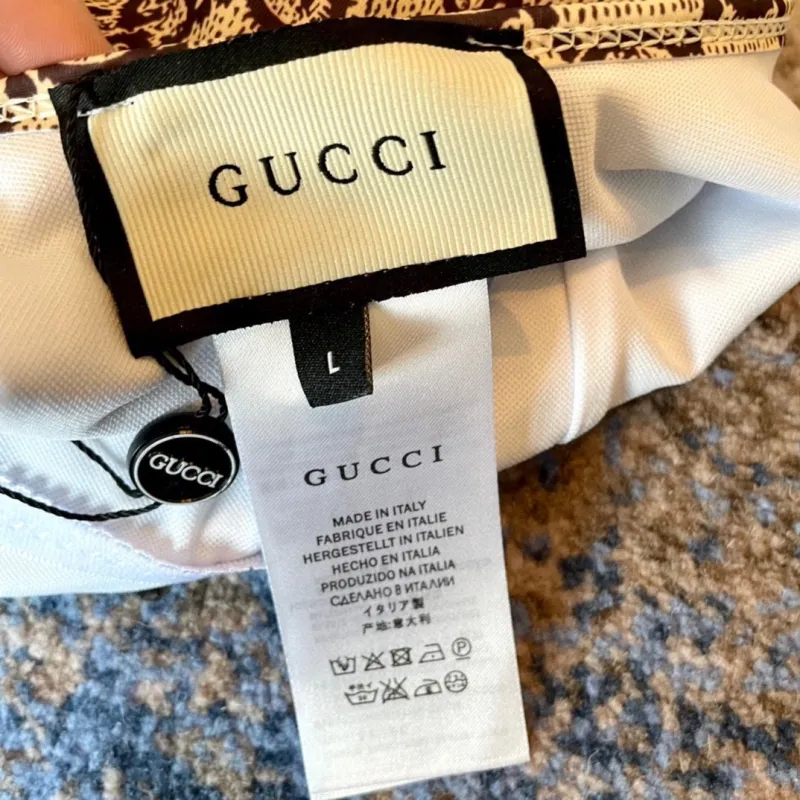 GUCCI
L
GUCCI
GUCCI
MADE IN ITALY
FABRIQUE EN ITALIE
HERGESTELLT IN ITALIEN
HECHO EN ITALIA
PRODUZIDO NA ITALIA
СДЕЛАНО В ИТАЛИИ
イタリア製
产地:意大利